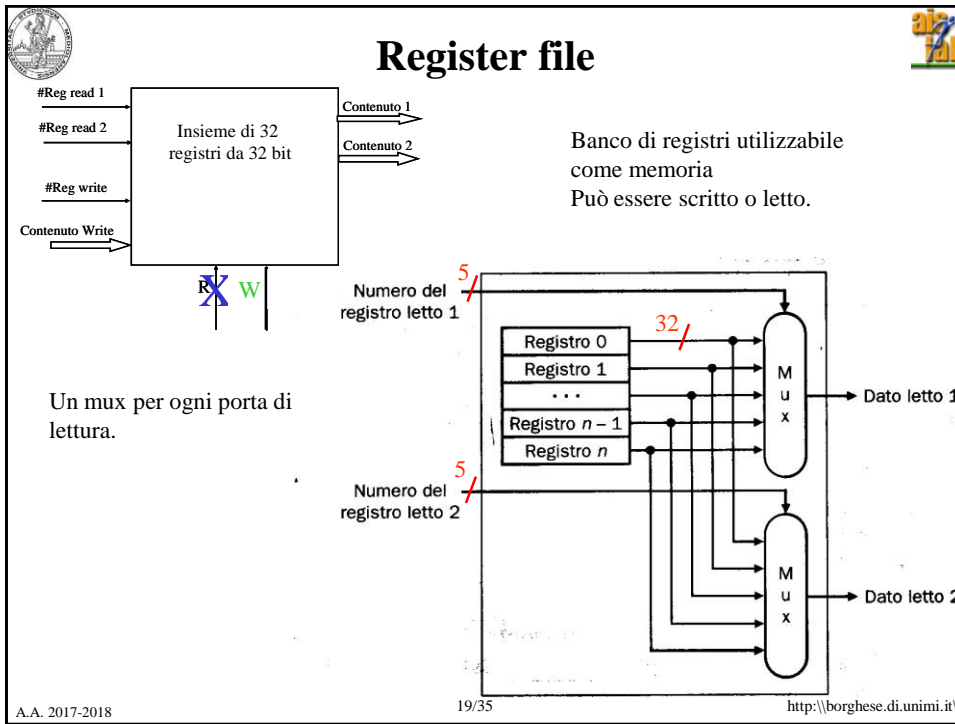 Register file
#Reg read 1
#Reg read 2
#Reg write
Contenuto Write
Insieme di 32
registri da 32 bit
Contenuto 1
Contenuto 2
R
X
W
Banco di registri utilizzabile
come memoria
Può essere scritto o letto.
Un mux per ogni porta di
lettura.
5
Numero del
registro letto 1
32
Registro 0
Registro 1
...
Registro n – 1
Registro n
M
u
x
Dato letto 1
5
Numero del
registro letto 2
M
u
x
Dato letto 2
A.A. 2017-2018
19/35
http:\\borghese.di.unimi.it\